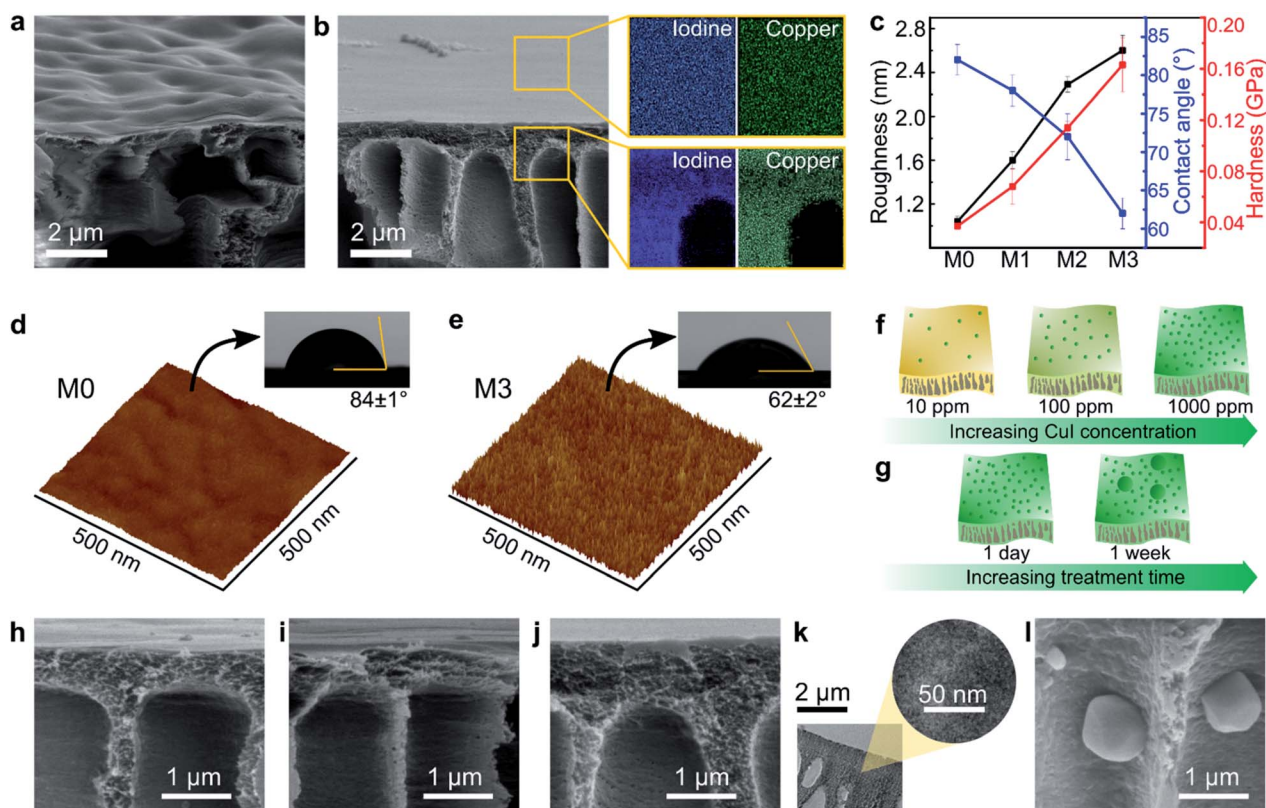 a
2 µm
b
2 µm
Iodine
Copper
Iodine
Copper
c
Roughness (nm)
2.8
2.4
2.0
1.6
1.2
M0 M1 M2 M3
85
80
75
70
65
60
Contact angle (°)
0.20
0.16
0.12
0.08
0.04
Hardness (GPa)
d
M0
84±1°
500 nm
500 nm
e
M3
62±2°
500 nm
500 nm
f
10 ppm
100 ppm
1000 ppm
Increasing CuI concentration
g
1 day
1 week
Increasing treatment time
h
1 µm
i
1 µm
j
1 µm
k
2 µm
50 nm
l
1 µm